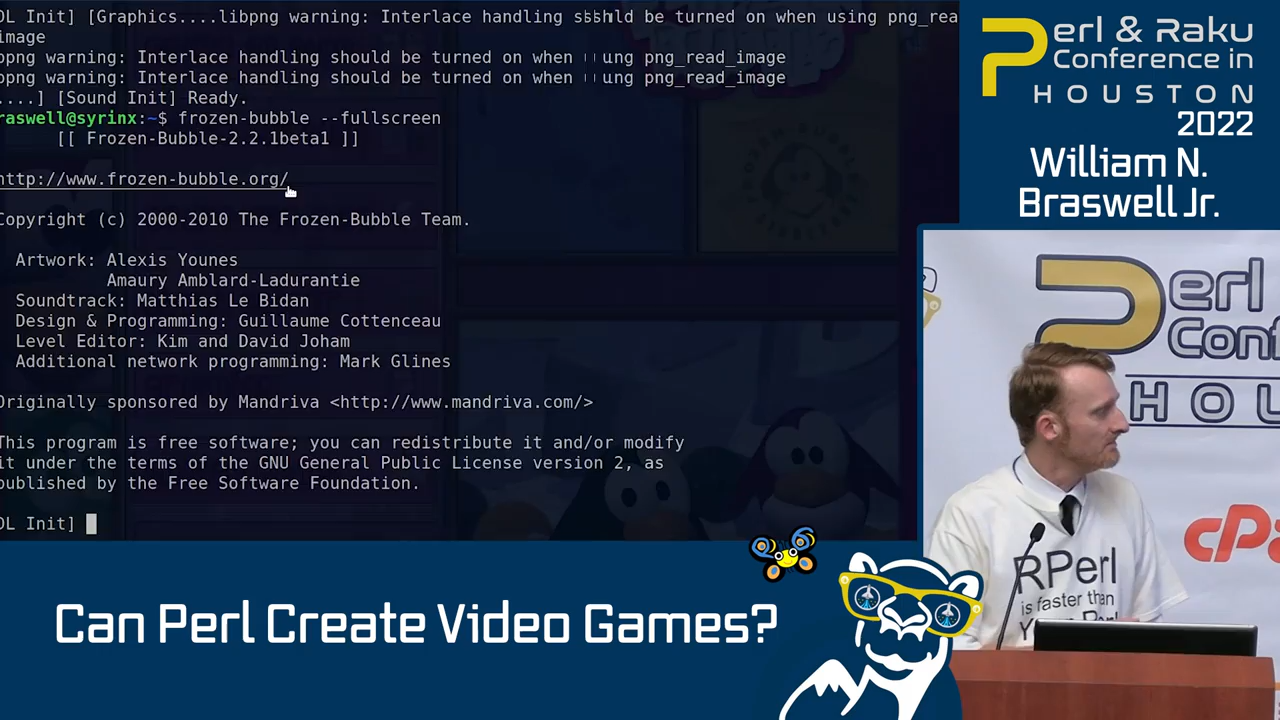 OL Init] [Graphics....libpng warning: Interlace handling should be turned on when using png_rea
image
bpng warning: Interlace handling should be turned on when using png_read_image
bpng warning: Interlace handling should be turned on when using png_read_image
....] [Sound Init] Ready.
raswell@syrinx:~$ frozen-bubble --fullscreen
[[ Frozen-Bubble-2.2.1beta1 ]]
http://www.frozen-bubble.org/
Copyright (c) 2000-2010 The Frozen-Bubble Team.
Artwork: Alexis Younes
Amaury Amblard-Ladurantie
Soundtrack: Matthias Le Bidan
Design & Programming: Guillaume Cottenceau
Level Editor: Kim and David Joham
Additional network programming: Mark Glines
Originally sponsored by Mandriva <http://www.mandriva.com/>
This program is free software; you can redistribute it and/or modify
it under the terms of the GNU General Public License version 2, as
published by the Free Software Foundation.
DL Init]
Perl & Raku
Conference in
HOUSTON
2022
William N.
Braswell Jr.
Perl
Conf
HOU
cPa
RPerl
is faster than
Your Perl
Can Perl Create Video Games?